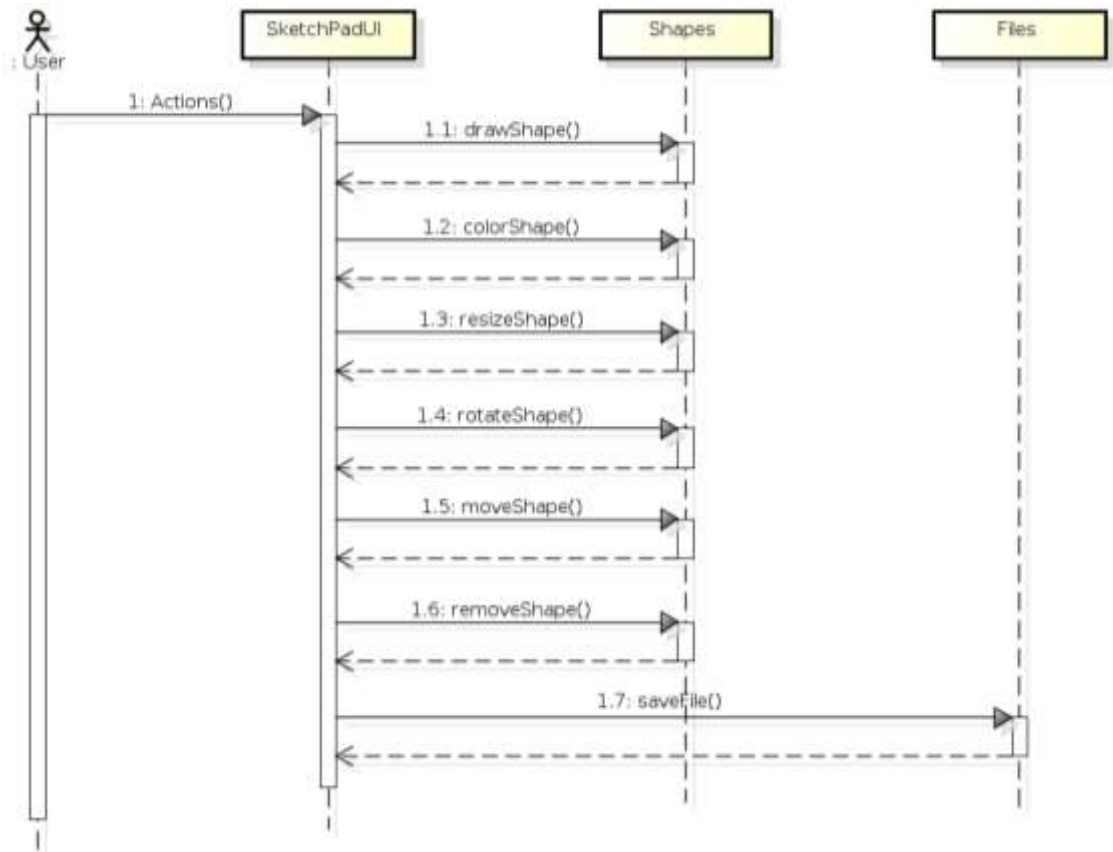 : User
SketchPadUI
Shapes
Files
1: Actions()
1.1: drawShape()
1.2: colorShape()
1.3: resizeShape()
1.4: rotateShape()
1.5: moveShape()
1.6: removeShape()
1.7: saveFile()